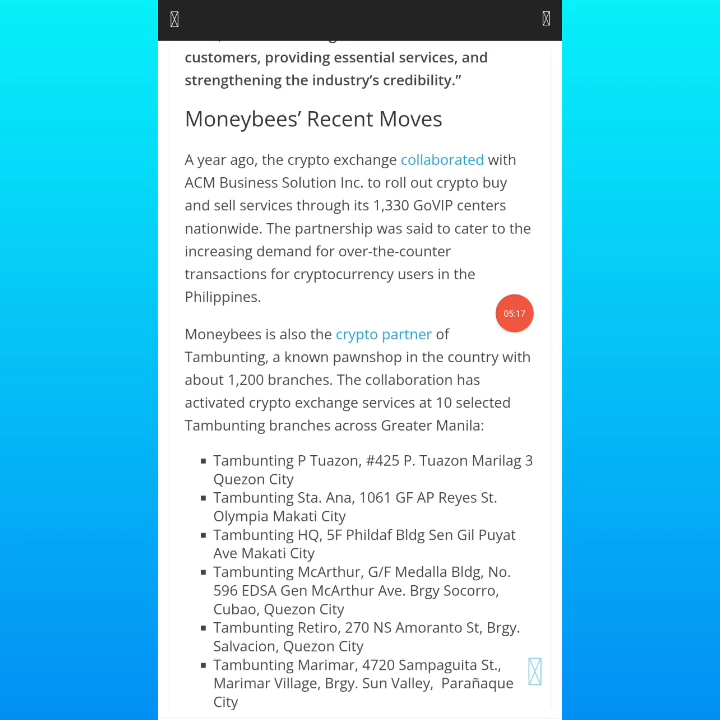 customers, providing essential services, and
strengthening the industry's credibility.”
Moneybees' Recent Moves
A year ago, the crypto exchange collaborated with
ACM Business Solution Inc. to roll out crypto buy
and sell services through its 1,330 GoVIP centers
nationwide. The partnership was said to cater to the
increasing demand for over-the-counter
transactions for cryptocurrency users in the
Philippines.
05:17
Moneybees is also the crypto partner of
Tambunting, a known pawnshop in the country with
about 1,200 branches. The collaboration has
activated crypto exchange services at 10 selected
Tambunting branches across Greater Manila:
▪ Tambunting P Tuazon, #425 P. Tuazon Marilag 3
Quezon City
▪ Tambunting Sta. Ana, 1061 GF AP Reyes St.
Olympia Makati City
▪ Tambunting HQ, 5F Phildaf Bldg Sen Gil Puyat
Ave Makati City
▪ Tambunting McArthur, G/F Medalla Bldg, No.
596 EDSA Gen McArthur Ave. Brgy Socorro,
Cubao, Quezon City
▪ Tambunting Retiro, 270 NS Amoranto St, Brgy.
Salvacion, Quezon City
▪ Tambunting Marimar, 4720 Sampaguita St.,
Marimar Village, Brgy. Sun Valley, Parañaque
City